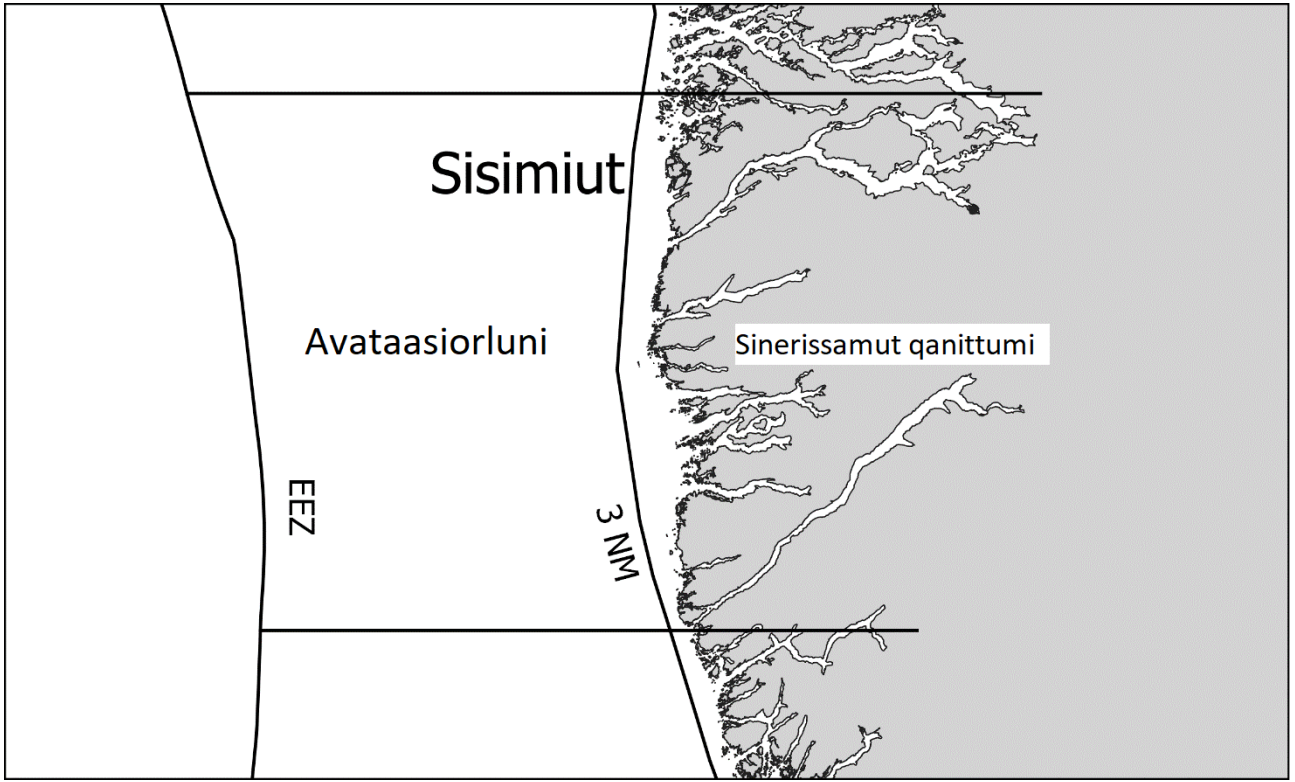 Sisimiut
Avataasiorluni
Sinerissamut qanittumi
EEZ
3 NM